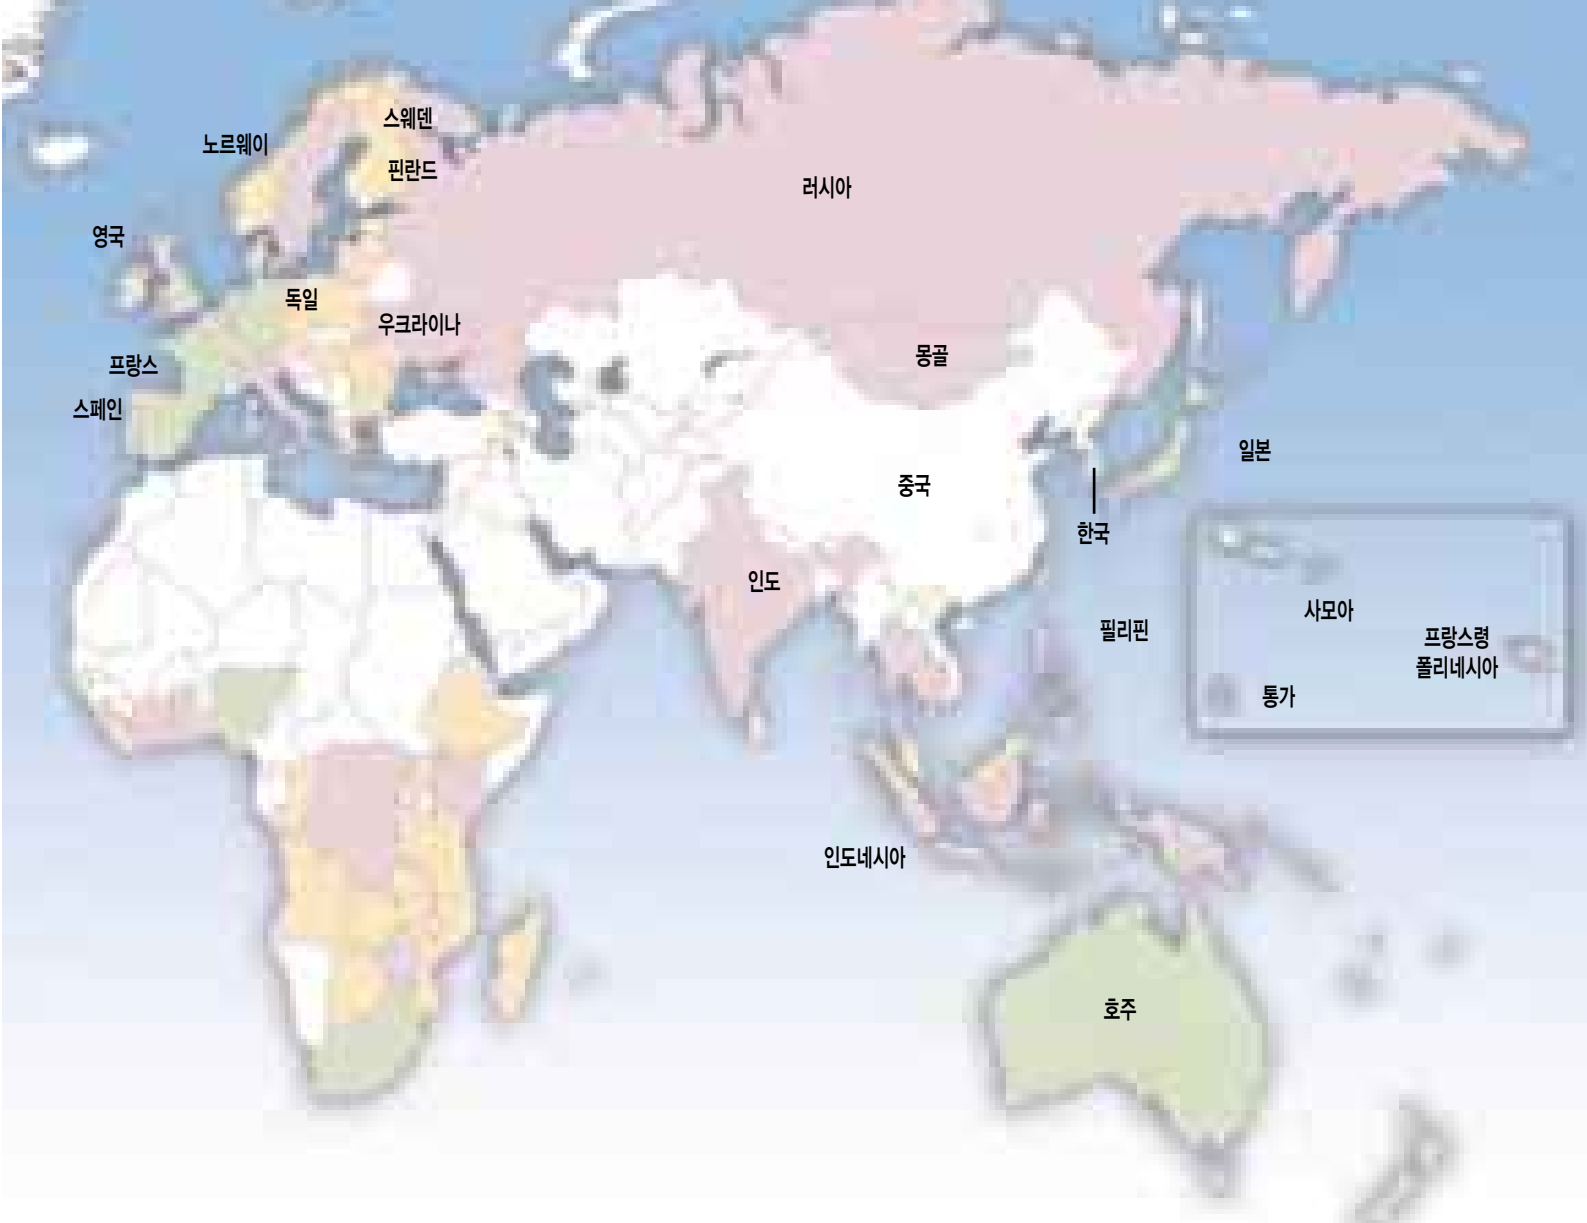 스웨덴
노르웨이
핀란드
러시아
영국
독일
우크라이나
몽골
프랑스
스페인
일본
중국
한국
인도
사모아
필리핀
프랑스령
폴리네시아
통가
인도네시아
호주